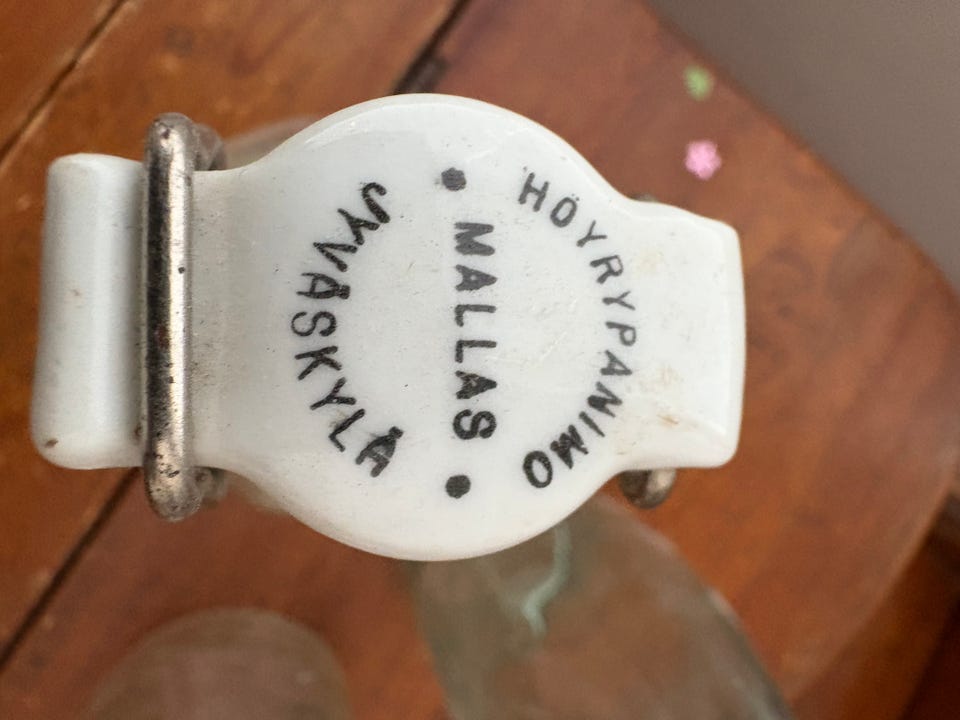 HÖYRYPANIMO
• MALLAS •
JYVÄSKYLÄ